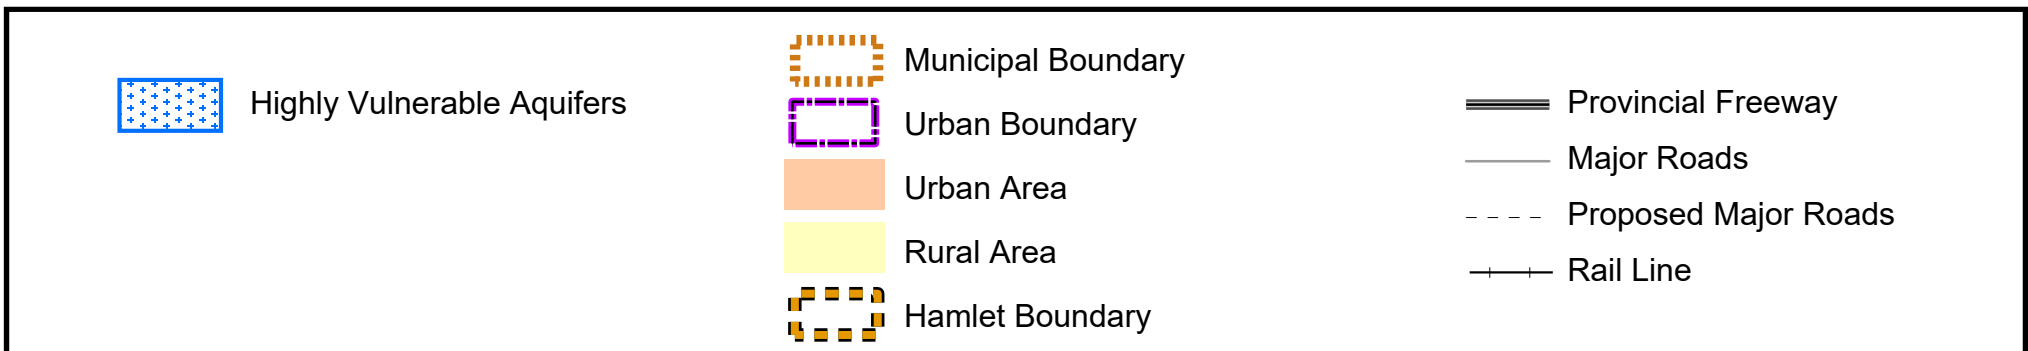 Highly Vulnerable Aquifers
Municipal Boundary
Urban Boundary
Urban Area
Rural Area
Hamlet Boundary
Provincial Freeway
Major Roads
Proposed Major Roads
Rail Line